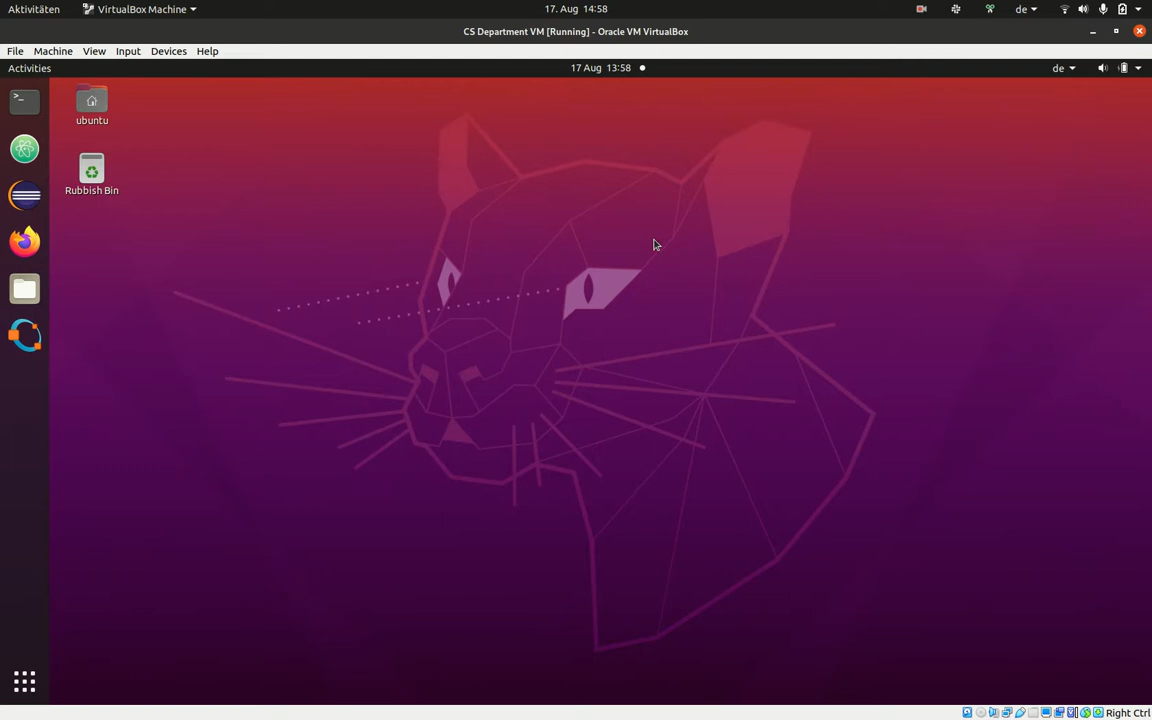 Aktivitäten VirtualBox Machine 17. Aug 14:58 de
CS Department VM [Running] - Oracle VM VirtualBox
File Machine View Input Devices Help
Activities 17 Aug 13:58 de
>_
ubuntu
Rubbish Bin
Right Ctrl